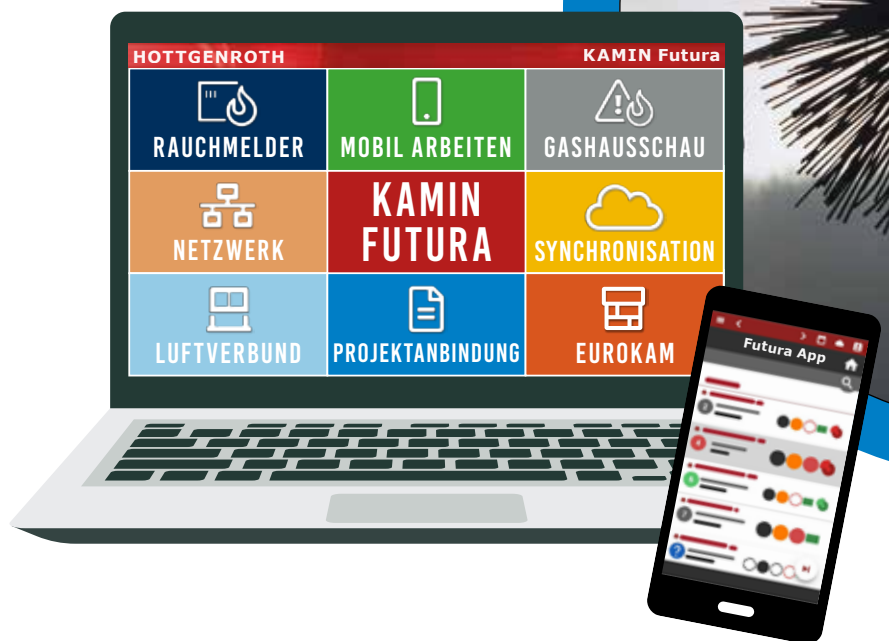 HOTTGENROTH
KAMIN Futura
RAUCHMELDER
MOBIL ARBEITEN
GASHAUSSCHAU
NETZWERK
KAMIN
FUTURA
SYNCHRONISATION
LUFTVERBUND
PROJEKTANBINDUNG
EUROKAM
Futura App